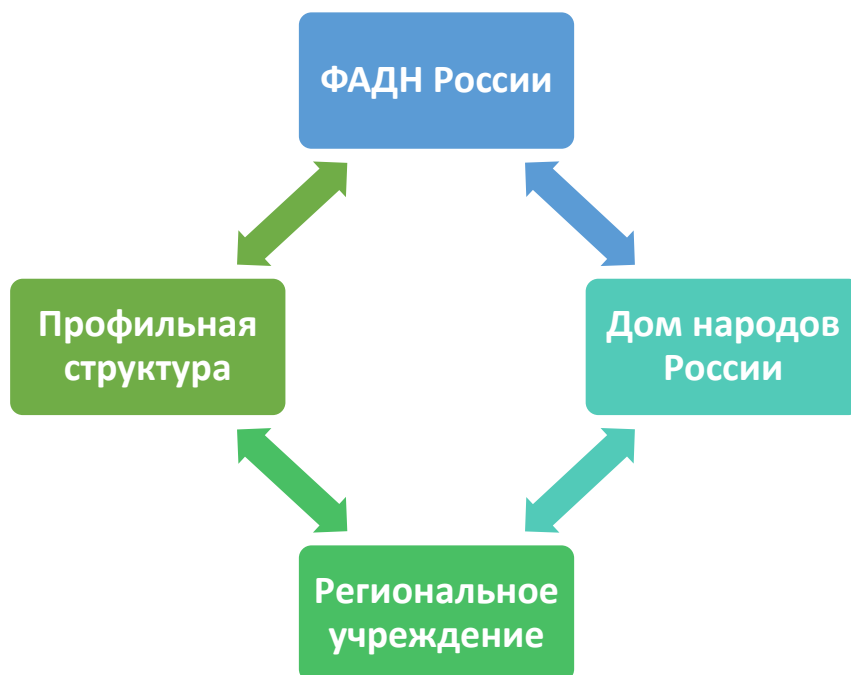 ФАДН России
Профильная
структура
Дом народов
России
Региональное
учреждение